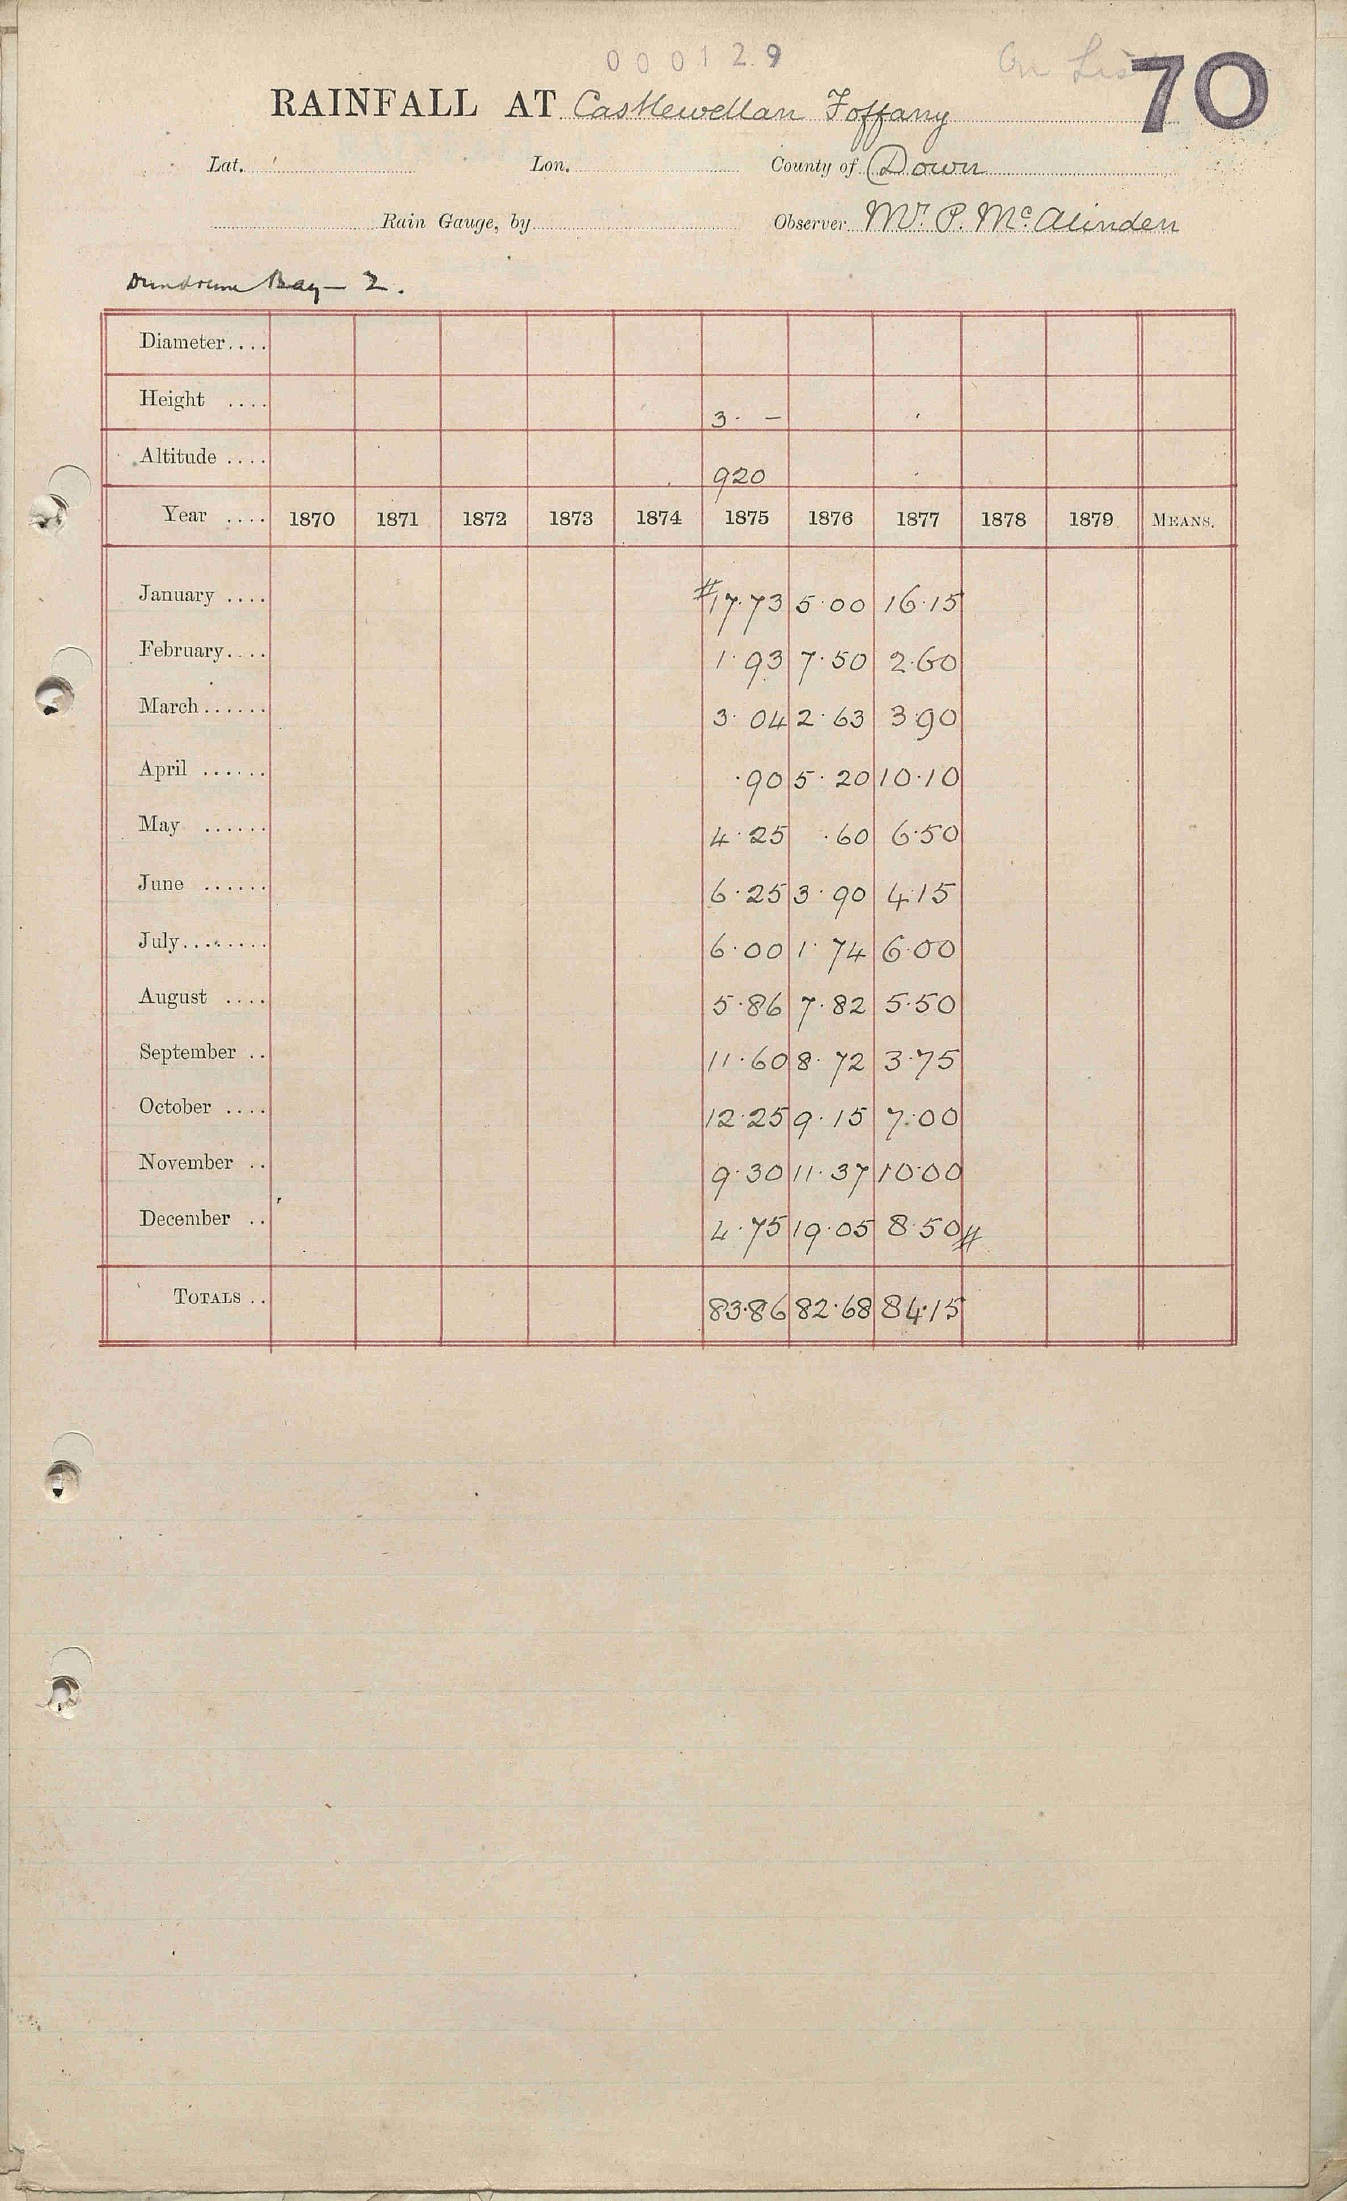 000129
On List
70
RAINFALL AT Castlewellan Foffany
Lat. Lon. County of Down
Rain Gauge, by Observer Mr. P. McAlinden
Dundrum Bay - 2.
Diameter....
Height .... 3. -
Altitude .... 920
Year .... 1870 1871 1872 1873 1874 1875 1876 1877 1878 1879 MEANS.
January .... #17.73 5.00 16.15
February.... 1.93 7.50 2.60
March...... 3.04 2.63 3.90
April ...... .90 5.20 10.10
May ...... 4.25 .60 6.50
June ...... 6.25 3.90 4.15
July........ 6.00 1.74 6.00
August .... 5.86 7.82 5.50
September .. 11.60 8.72 3.75
October .... 12.25 9.15 7.00
November .. 9.30 11.37 10.00
December .. 4.75 19.05 8.50#
TOTALS .. 83.86 82.68 84.15